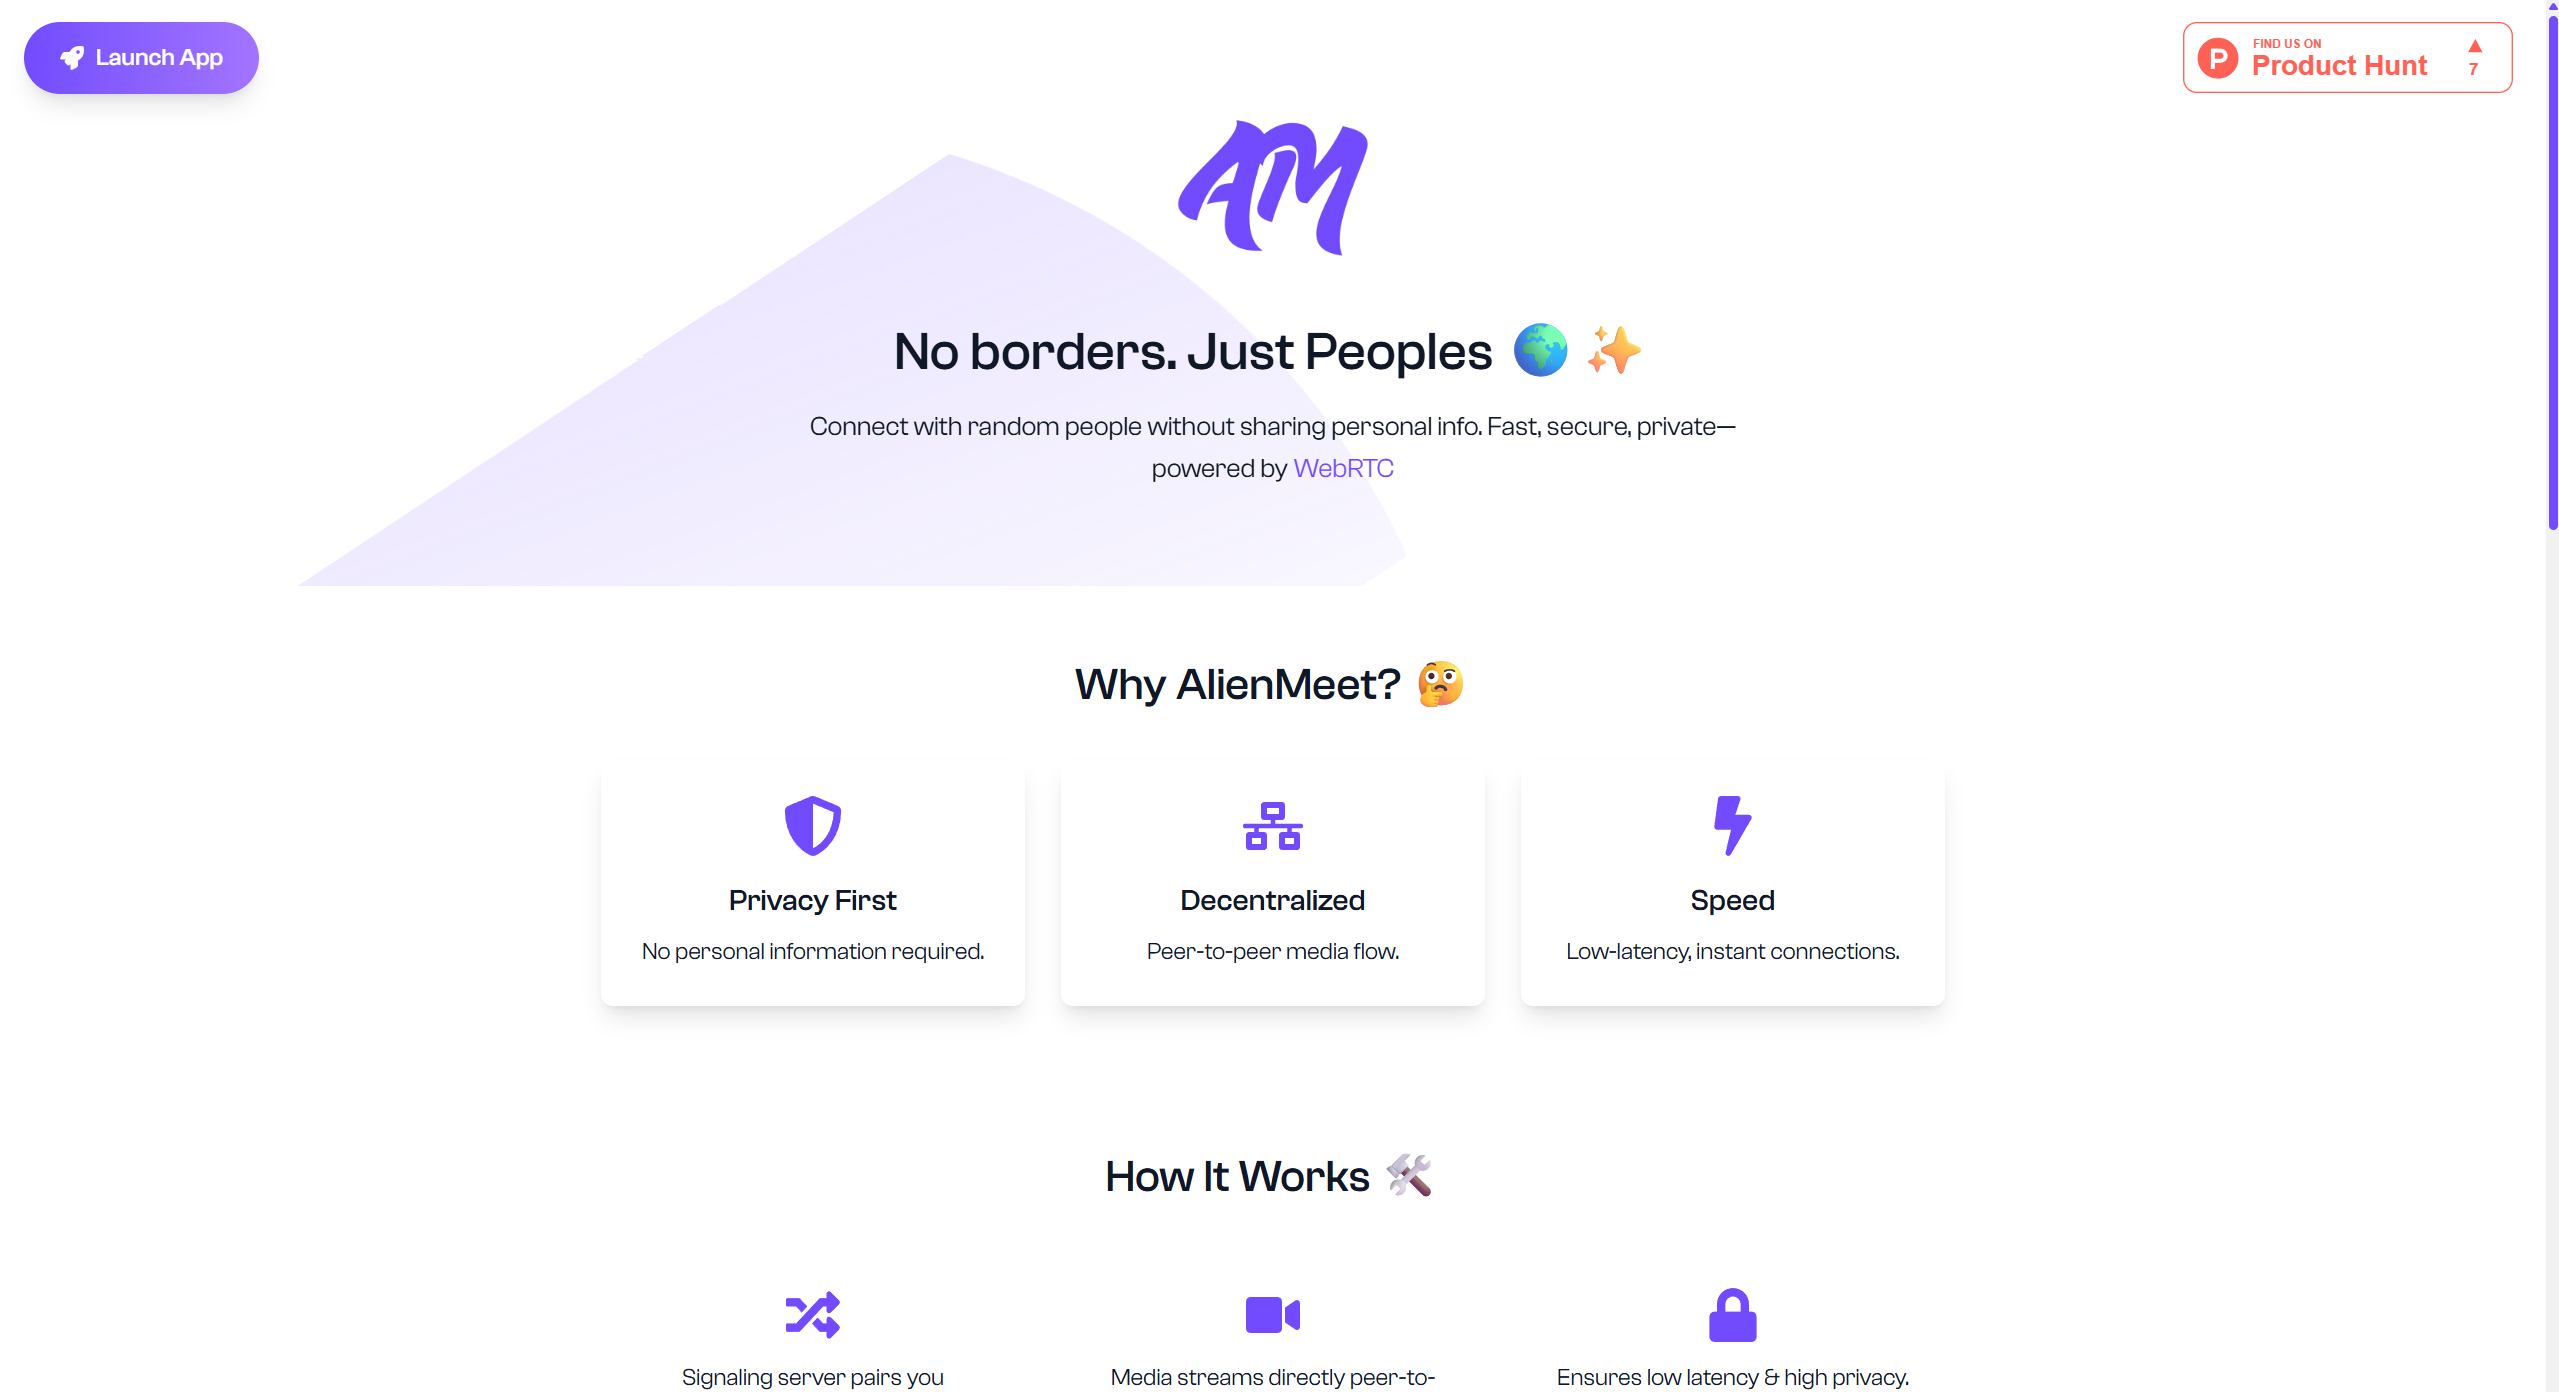 Launch App
FIND US ON
Product Hunt
7
AM
No borders. Just Peoples 🌍 ✨
Connect with random people without sharing personal info. Fast, secure, private—
powered by WebRTC
Why AlienMeet? 🤔
Privacy First
No personal information required.
Decentralized
Peer-to-peer media flow.
Speed
Low-latency, instant connections.
How It Works 🛠️
Signaling server pairs you
Media streams directly peer-to-
Ensures low latency & high privacy.